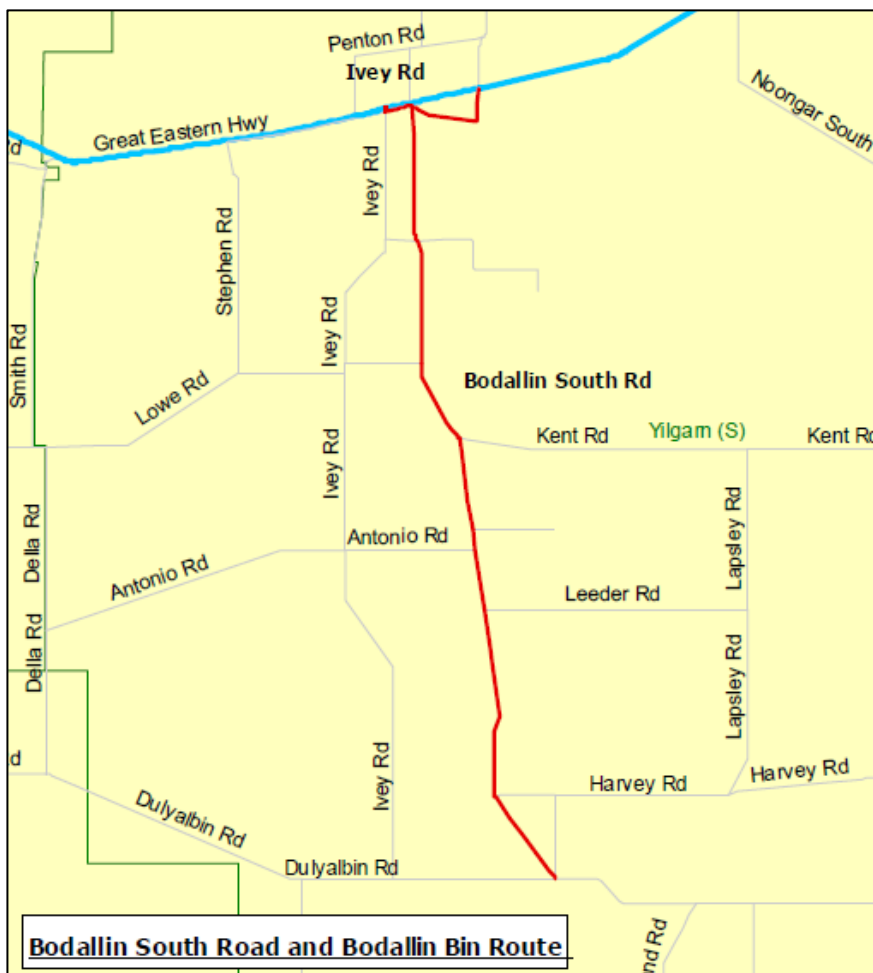 Penton Rd
Ivey Rd
Noongar South
Great Eastern Hwy
Rd
Ivey Rd
Stephen Rd
Ivey Rd
Smith Rd
Bodallin South Rd
Lowe Rd
Kent Rd
Yilgarn (S)
Kent Rd
Ivey Rd
Lapsley Rd
Della Rd
Antonio Rd
Antonio Rd
Leeder Rd
Della Rd
Lapsley Rd
Ivey Rd
Harvey Rd
Harvey Rd
Dulyalbin Rd
Dulyalbin Rd
Bodallin South Road and Bodallin Bin Route
nd Rd